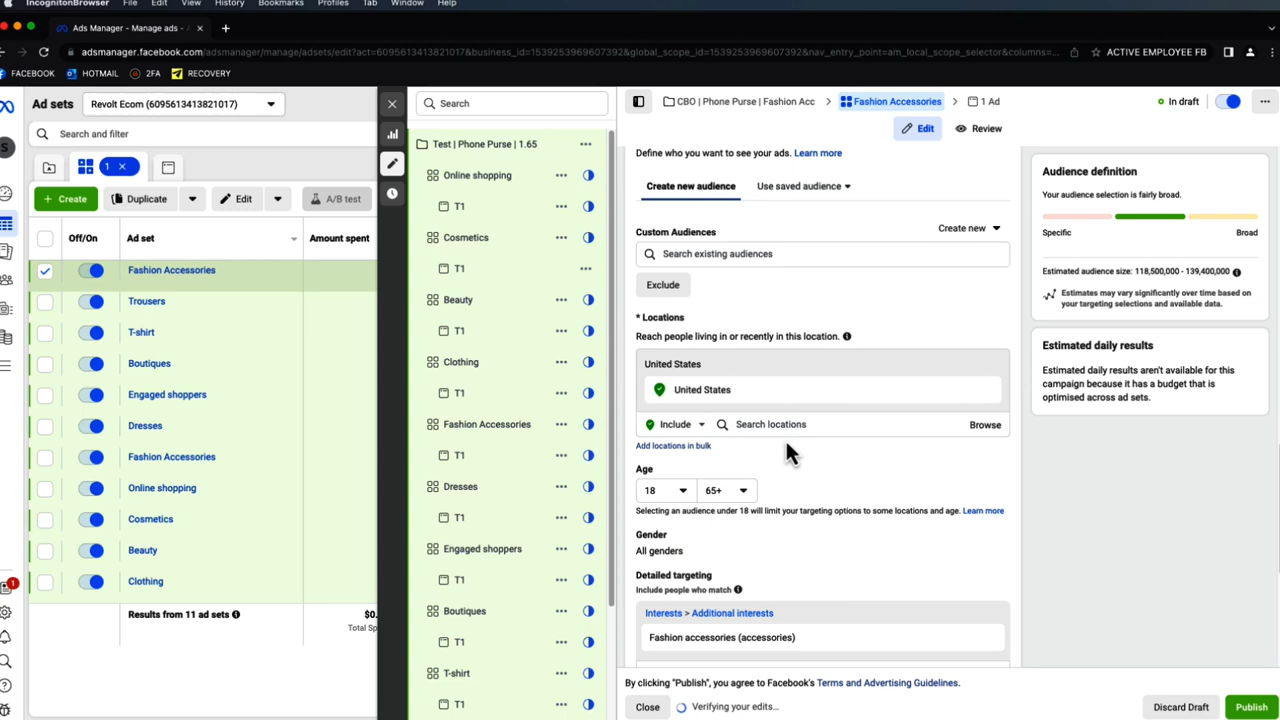 IncognitoBrowser File Edit View History Bookmarks Profiles Tab Window Help
Ads Manager - Manage ads -
adsmanager.facebook.com/adsmanager/manage/adsets/edit?act=6095613413821017&business_id=1539253969607392&global_scope_id=1539253969607392&nav_entry_point=am_local_scope_selector&columns=...
ACTIVE EMPLOYEE FB
FACEBOOK HOTMAIL 2FA RECOVERY
Ad sets
Revolt Ecom (6095613413821017)
Search and filter
1
Create Duplicate Edit A/B test
Off/On Ad set Amount spent
Fashion Accessories
Trousers
T-shirt
Boutiques
Engaged shoppers
Dresses
Fashion Accessories
Online shopping
Cosmetics
Beauty
Clothing
Results from 11 ad sets
$0.
Total Sp
S
1
Search
Test | Phone Purse | 1.65
Online shopping
T1
Cosmetics
T1
Beauty
T1
Clothing
T1
Fashion Accessories
T1
Dresses
T1
Engaged shoppers
T1
Boutiques
T1
T-shirt
T1
CBO | Phone Purse | Fashion Acc > Fashion Accessories > 1 Ad
In draft
Edit Review
Define who you want to see your ads. Learn more
Create new audience Use saved audience
Custom Audiences Create new
Search existing audiences
Exclude
* Locations
Reach people living in or recently in this location.
United States
United States
Include Search locations Browse
Add locations in bulk
Age
18 65+
Selecting an audience under 18 will limit your targeting options to some locations and age. Learn more
Gender
All genders
Detailed targeting
Include people who match
Interests > Additional interests
Fashion accessories (accessories)
Audience definition
Your audience selection is fairly broad.
Specific Broad
Estimated audience size: 118,500,000 - 139,400,000
Estimates may vary significantly over time based on
your targeting selections and available data.
Estimated daily results
Estimated daily results aren't available for this
campaign because it has a budget that is
optimised across ad sets.
By clicking "Publish", you agree to Facebook's Terms and Advertising Guidelines.
Close Verifying your edits... Discard Draft Publish